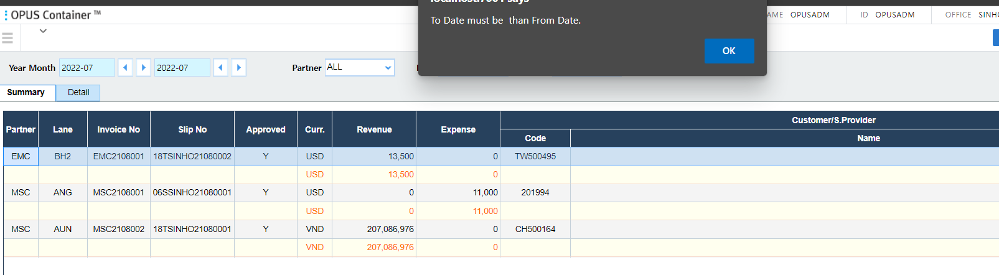 To Date must be  than From Date.
OK
OPUS Container ™
OPUSADM
ID OPUSADM
OFFICE
Year Month 2022-07 2022-07 Partner ALL
Summary Detail
Partner Lane Invoice No Slip No Approved Curr. Revenue Expense Customer/S.Provider
Code Name
EMC BH2 EMC2108001 18TSINHO21080002 Y USD 13,500 0 TW500495
USD 13,500 0
MSC ANG MSC2108001 06SSINHO21080001 Y USD 0 11,000 201994
USD 0 11,000
MSC AUN MSC2108002 18TSINHO21080001 Y VND 207,086,976 0 CH500164
VND 207,086,976 0